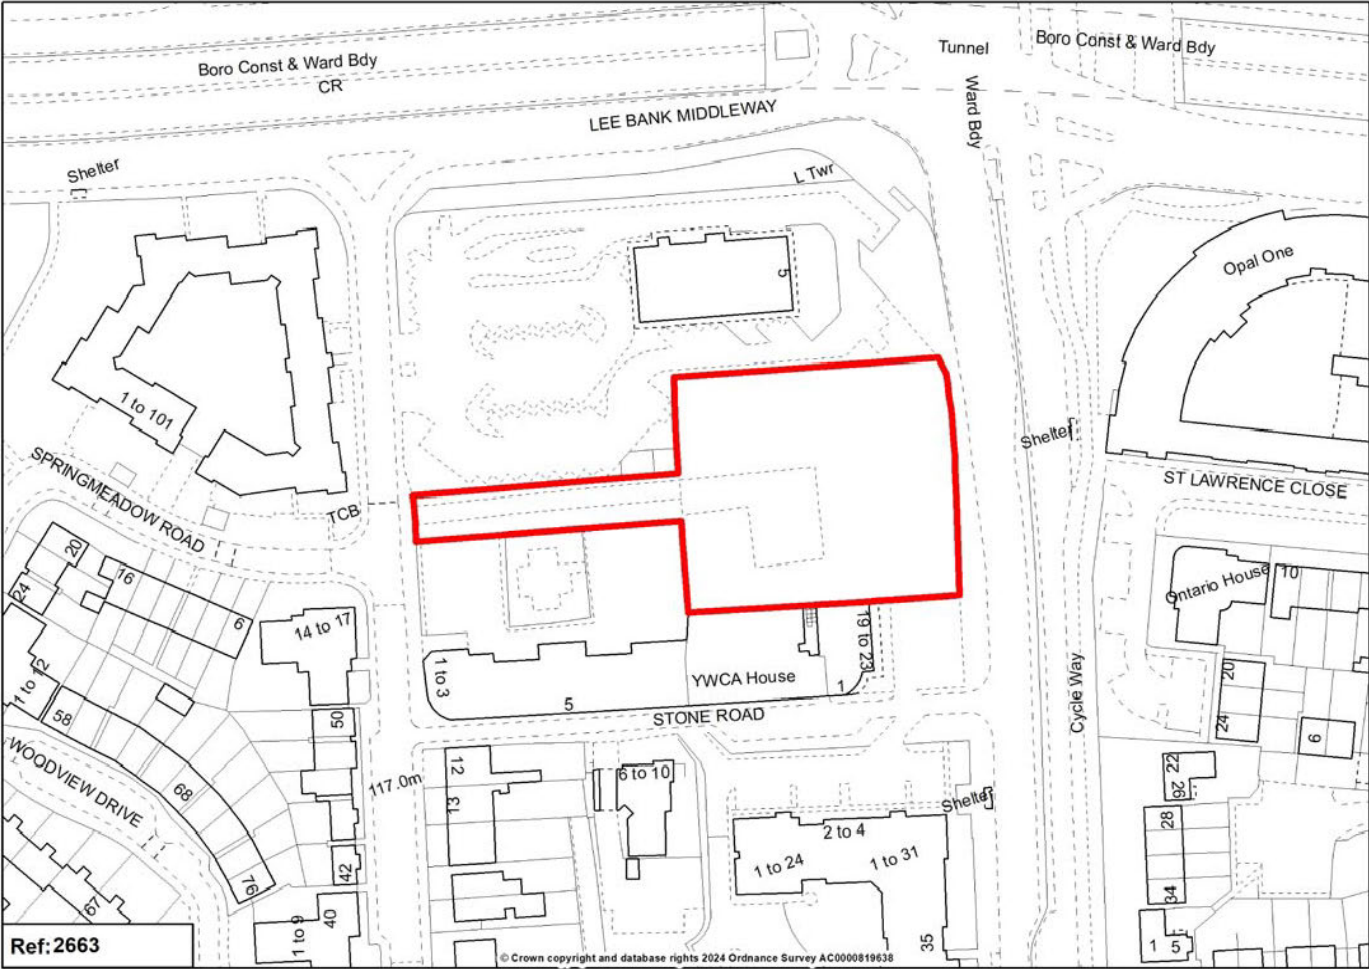 Boro Const & Ward Bdy
CR
Tunnel
Boro Const & Ward Bdy
LEE BANK MIDDLEWAY
Ward Bdy
Shelter
L Twr
5
Opal One
1 to 101
Shelter
SPRINGMEADOW ROAD
TCB
ST LAWRENCE CLOSE
20
16
24
6
14 to 17
Ontario House
10
1 to 3
19 to 23
1 to 12
YWCA House
1
5
STONE ROAD
58
50
Cycle Way
20
24
6
WOODVIEW DRIVE
68
117.0m
12
13
6 to 10
22
26
Shelter
28
2 to 4
1 to 24
1 to 31
42
76
34
67
40
1 to 9
35
1
5
Ref: 2663
© Crown copyright and database rights 2024 Ordnance Survey AC0000819638